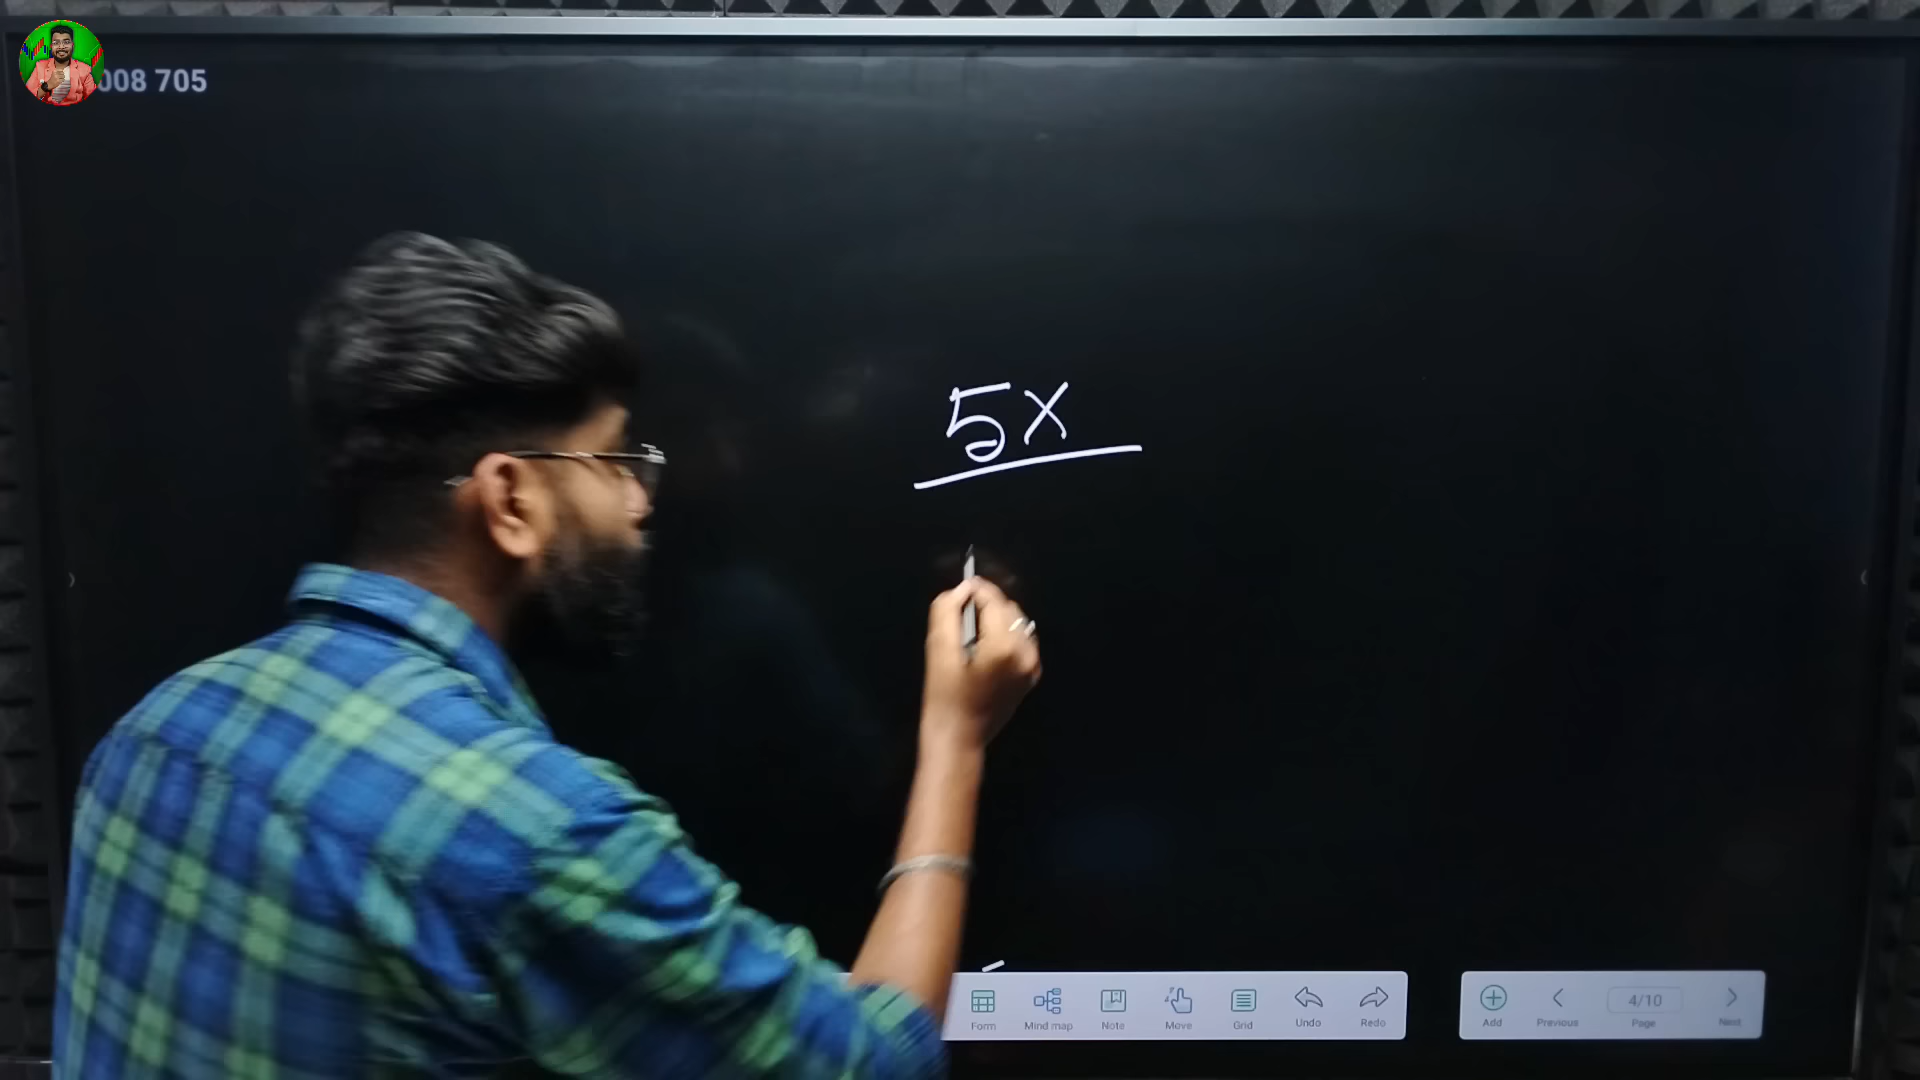 008 705
5x
Form Mind map Note Move Grid Undo Redo
Add Previous 4/10 Page Next